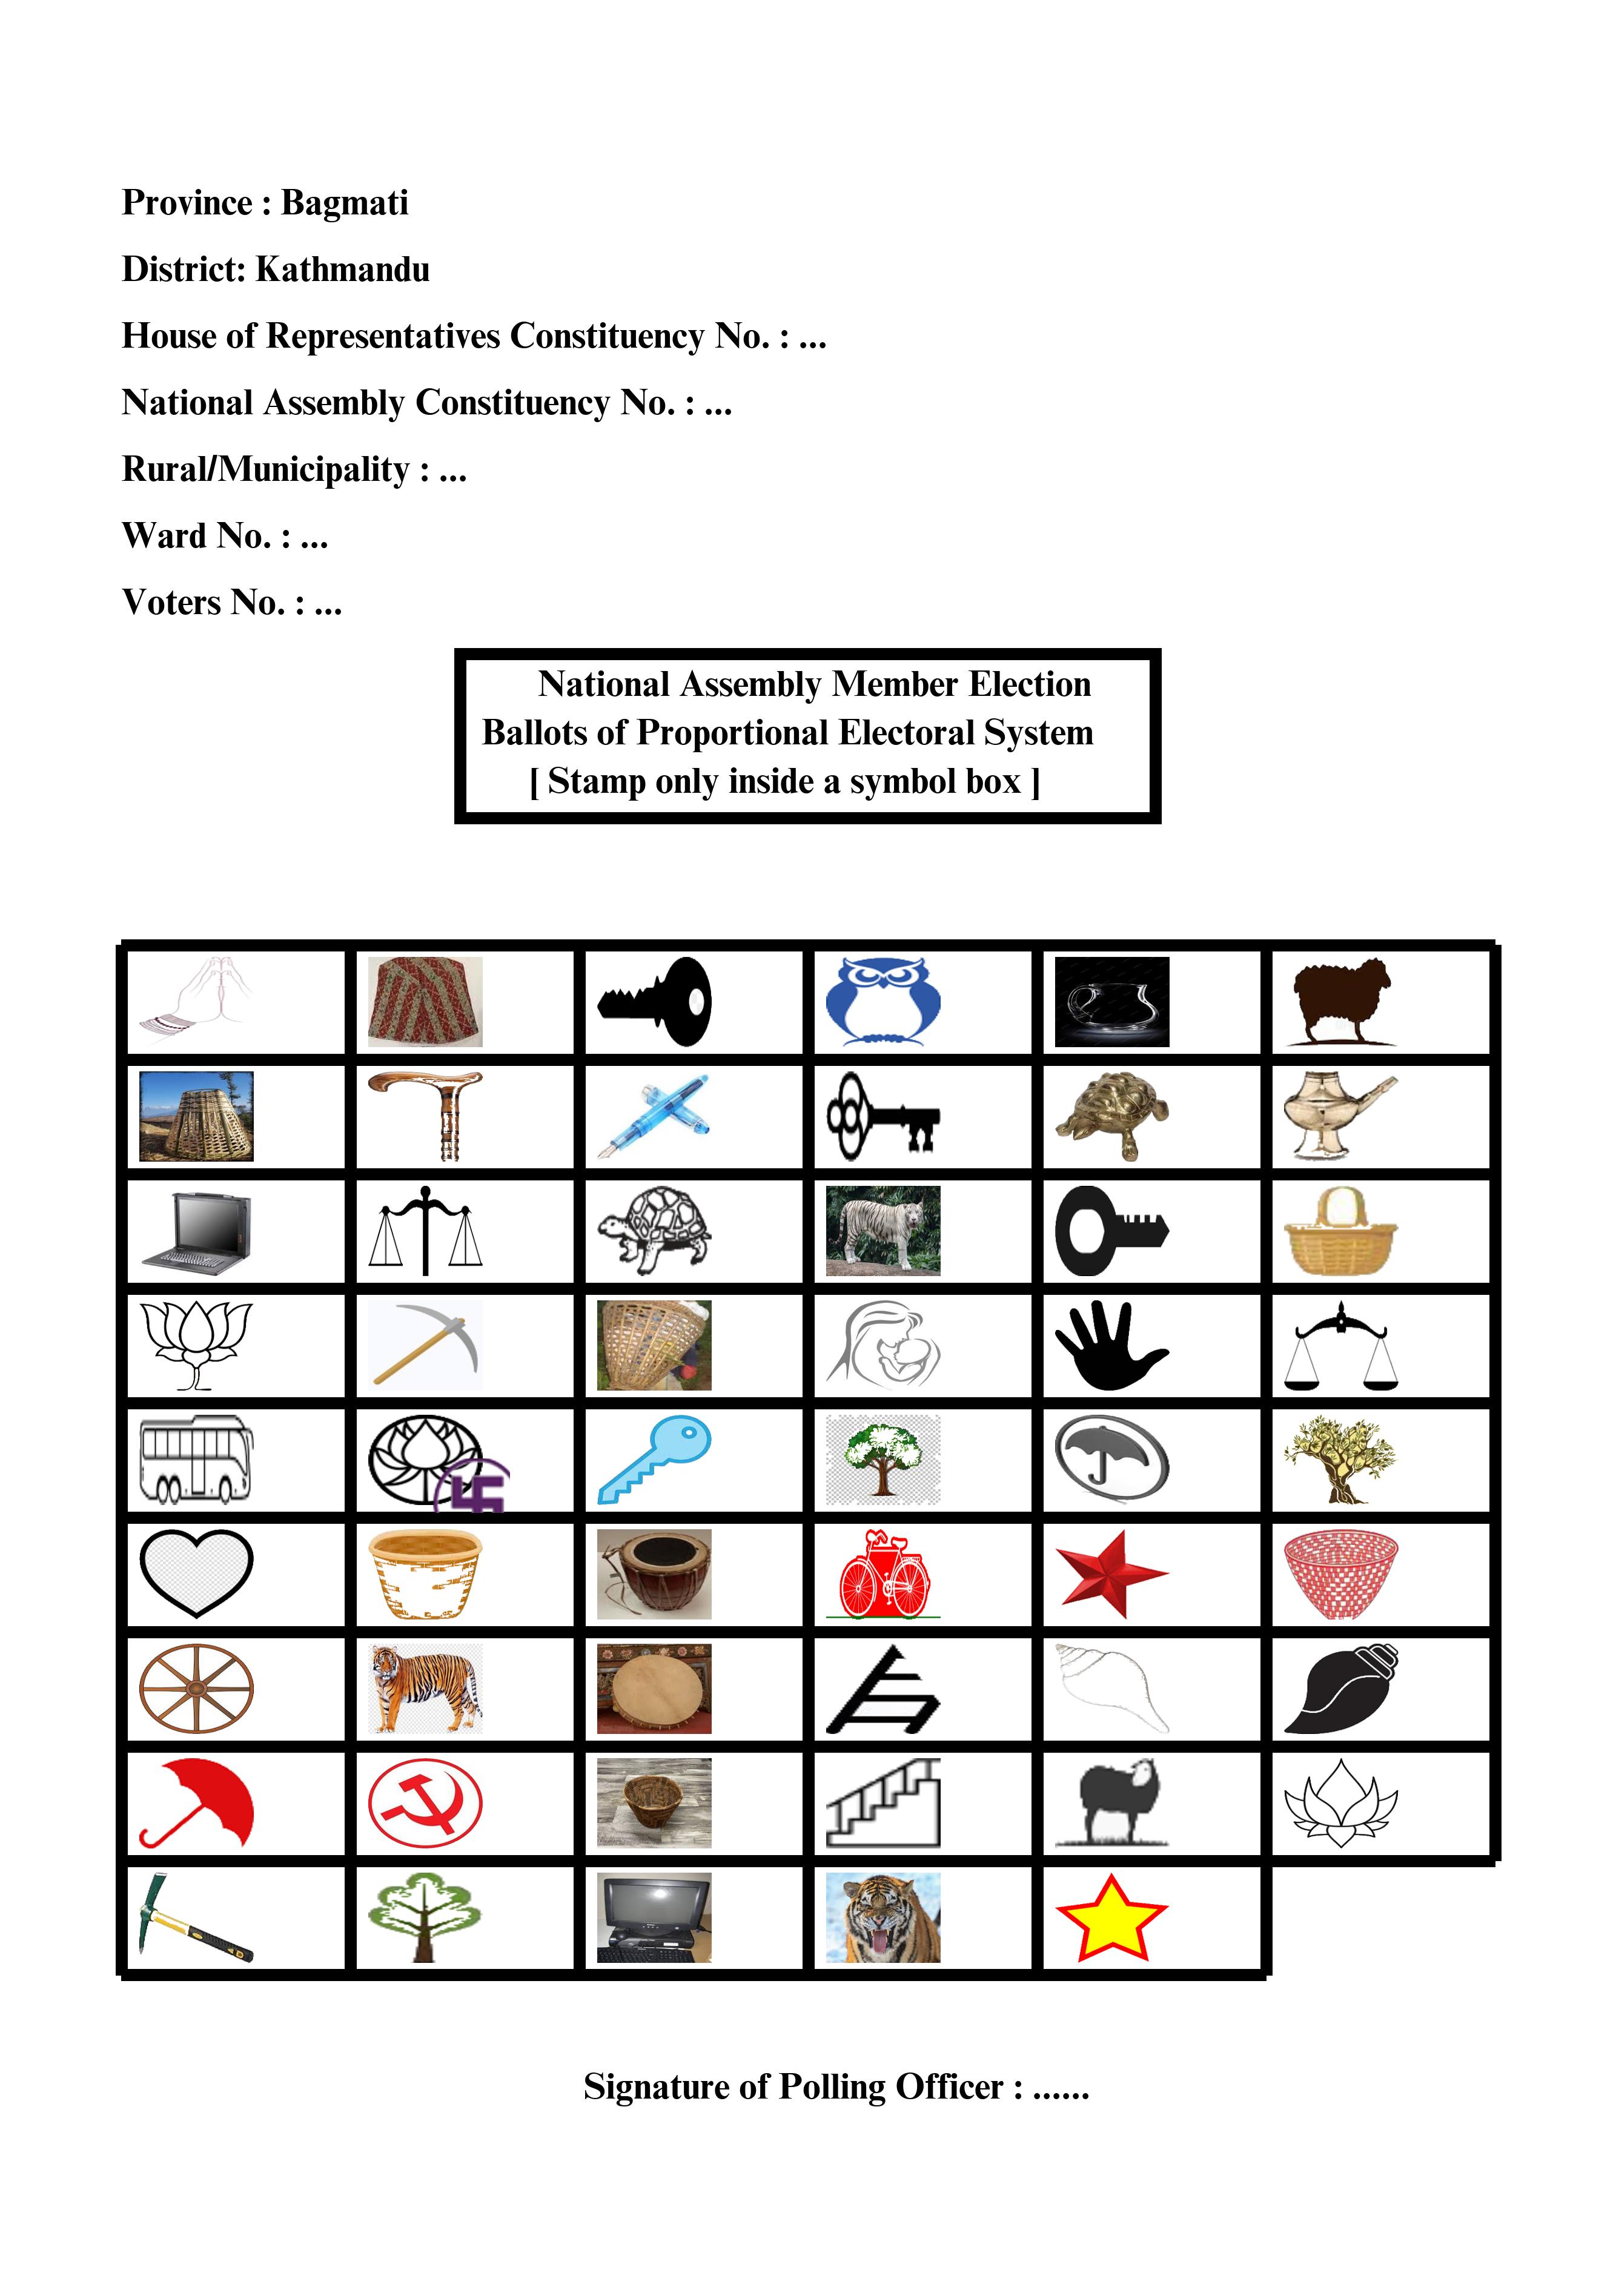 Province : Bagmati
District: Kathmandu
House of Representatives Constituency No. : ...
National Assembly Constituency No. : ...
Rural/Municipality : ...
Ward No. : ...
Voters No. : ...
National Assembly Member Election
Ballots of Proportional Electoral System
[ Stamp only inside a symbol box ]
Signature of Polling Officer : ......